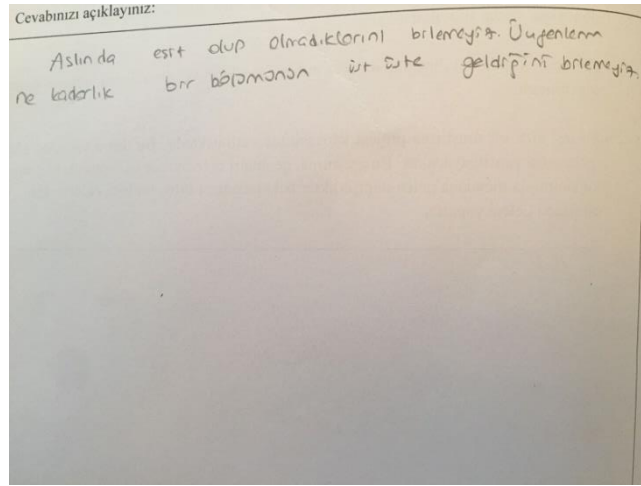 Cevabınızı açıklayınız:
Aslında eşit olup olmadıklarını bilemeyiz. Üçgenlerin
ne kadarlık bir bölümünün üst üste geldiğini bilemeyiz.